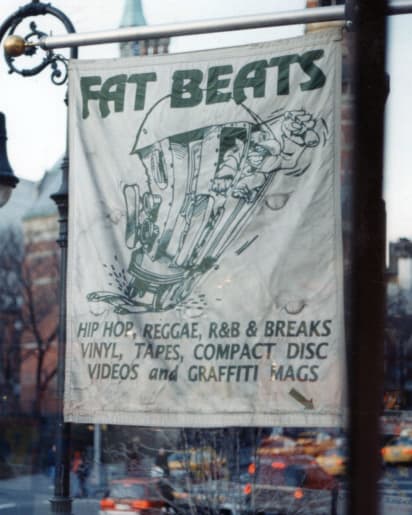 FAT BEATS
HIP HOP, REGGAE, R&B & BREAKS
VINYL, TAPES, COMPACT DISC
VIDEOS and GRAFFITI MAGS